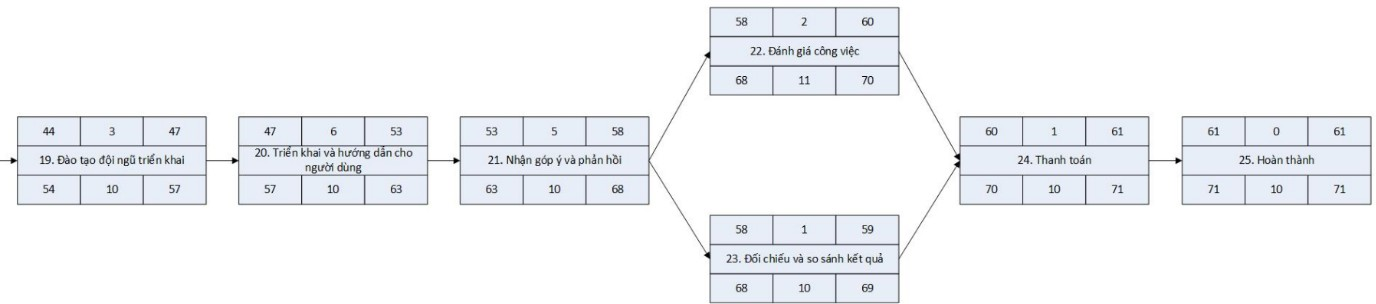 44 3 47
19. Đào tạo đội ngũ triển khai
54 10 57
47 6 53
20. Triển khai và hướng dẫn cho
người dùng
57 10 63
53 5 58
21. Nhận góp ý và phản hồi
63 10 68
58 2 60
22. Đánh giá công việc
68 11 70
58 1 59
23. Đối chiếu và so sánh kết quả
68 10 69
60 1 61
24. Thanh toán
70 10 71
61 0 61
25. Hoàn thành
71 10 71